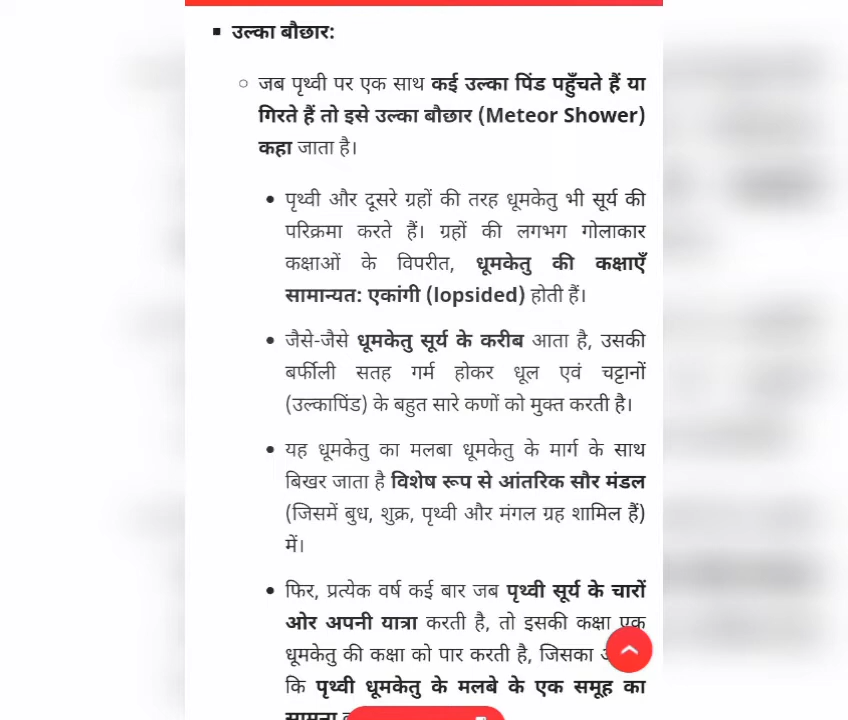 उल्का बौछार:
जब पृथ्वी पर एक साथ कई उल्का पिंड पहुँचते हैं या
गिरते हैं तो इसे उल्का बौछार (Meteor Shower)
कहा जाता है।
पृथ्वी और दूसरे ग्रहों की तरह धूमकेतु भी सूर्य की
परिक्रमा करते हैं। ग्रहों की लगभग गोलाकार
कक्षाओं के विपरीत, धूमकेतु की कक्षाएँ
सामान्यत: एकांगी (lopsided) होती हैं।
जैसे-जैसे धूमकेतु सूर्य के करीब आता है, उसकी
बर्फीली सतह गर्म होकर धूल एवं चट्टानों
(उल्कापिंड) के बहुत सारे कणों को मुक्त करती है।
यह धूमकेतु का मलबा धूमकेतु के मार्ग के साथ
बिखर जाता है विशेष रूप से आंतरिक सौर मंडल
(जिसमें बुध, शुक्र, पृथ्वी और मंगल ग्रह शामिल हैं)
में।
फिर, प्रत्येक वर्ष कई बार जब पृथ्वी सूर्य के चारों
ओर अपनी यात्रा करती है, तो इसकी कक्षा एक
धूमकेतु की कक्षा को पार करती है, जिसका
कि पृथ्वी धूमकेतु के मलबे के एक समूह का
सामना